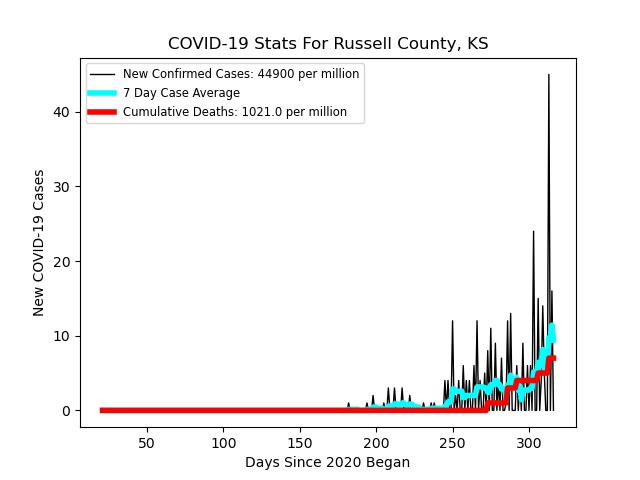 COVID-19 Stats For Russell County, KS
New Confirmed Cases: 44900 per million
7 Day Case Average
Cumulative Deaths: 1021.0 per million
New COVID-19 Cases
40
30
20
10
0
50 100 150 200 250 300
Days Since 2020 Began